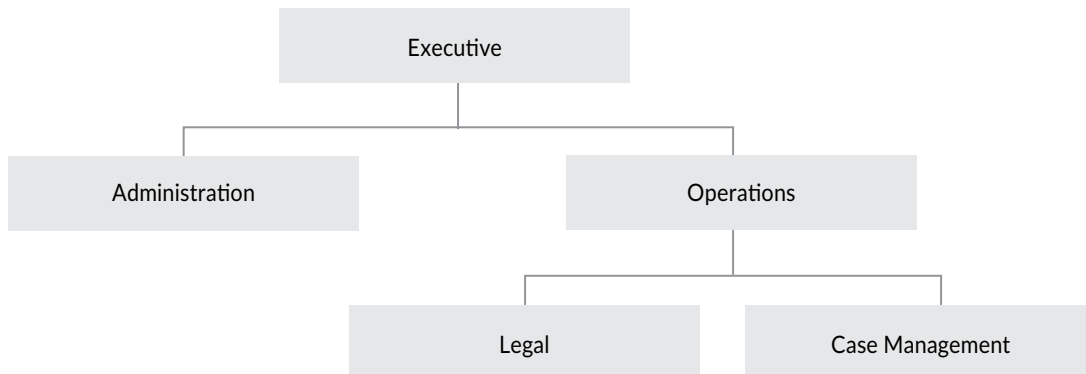 Executive
Administration
Operations
Legal
Case Management